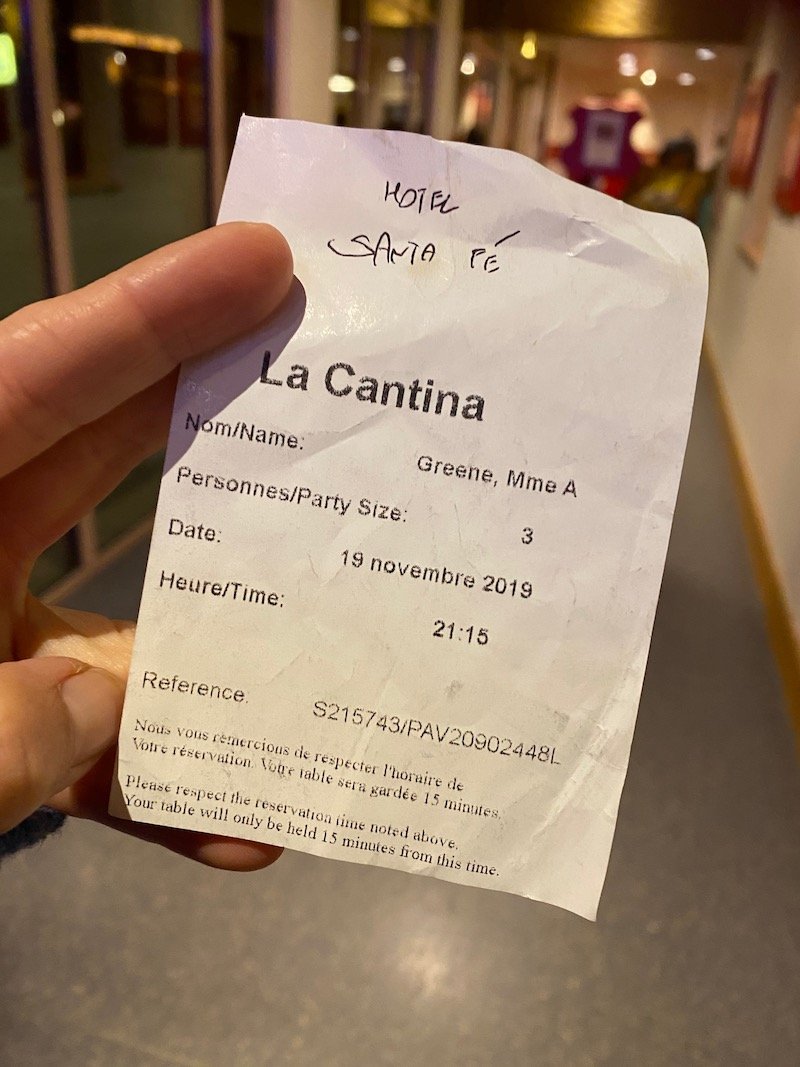 HOTEL
SANTA FÉ
La Cantina
Nom/Name:
Greene, Mme A
Personnes/Party Size:
3
Date:
19 novembre 2019
Heure/Time:
21:15
Reference.
S215743/PAV20902448L
Nous vous remercions de respecter l'horaire de
Votre réservation. Votre table sera gardée 15 minutes.
Please respect the reservation time noted above.
Your table will only be held 15 minutes from this time.